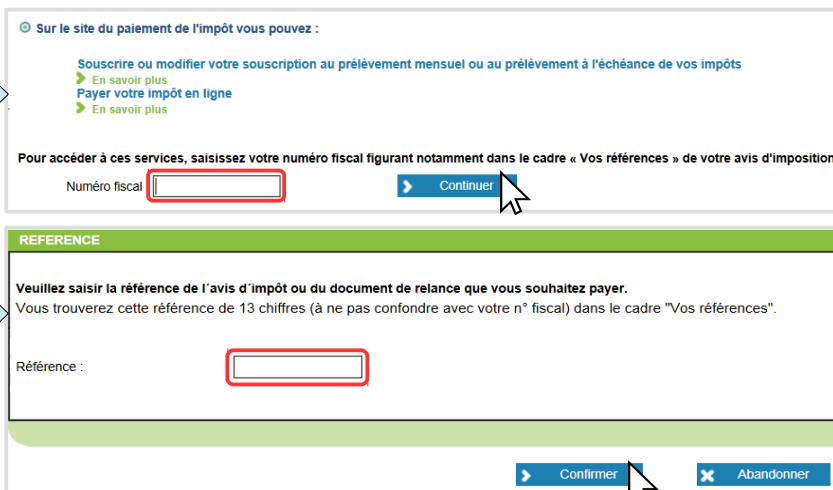 Sur le site du paiement de l'impôt vous pouvez :
Souscrire ou modifier votre souscription au prélèvement mensuel ou au prélèvement à l'échéance de vos impôts
En savoir plus
Payer votre impôt en ligne
En savoir plus
Pour accéder à ces services, saisissez votre numéro fiscal figurant notamment dans le cadre « Vos références » de votre avis d'imposition
Numéro fiscal
Continuer
REFERENCE
Veuillez saisir la référence de l´avis d´impôt ou du document de relance que vous souhaitez payer.
Vous trouverez cette référence de 13 chiffres (à ne pas confondre avec votre n° fiscal) dans le cadre "Vos références".
Référence :
Confirmer
Abandonner